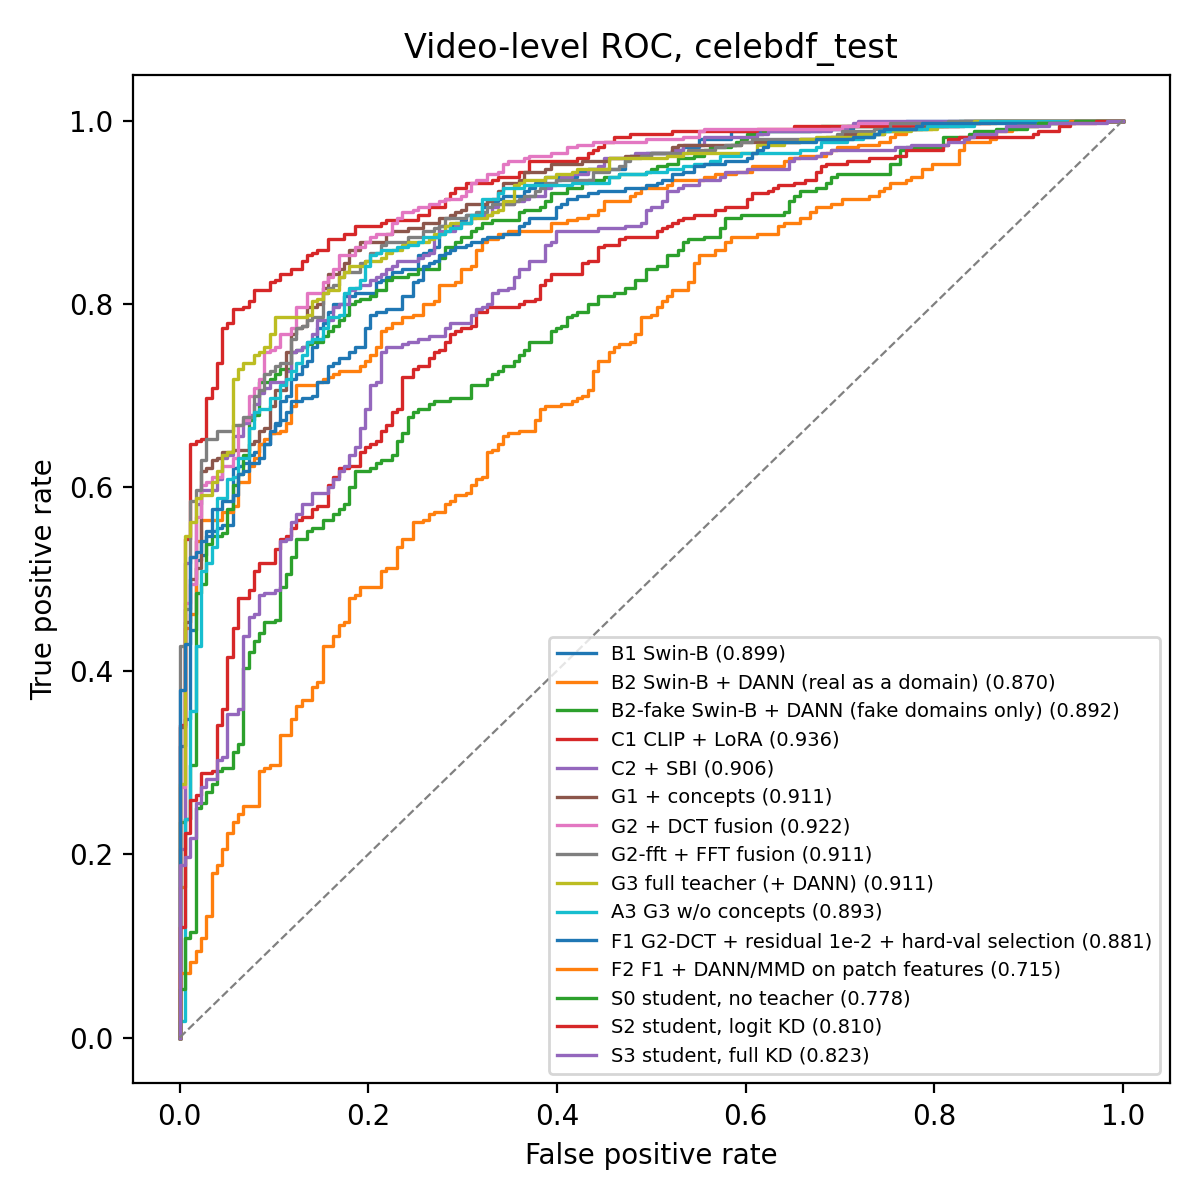 Video-level ROC, celebdf_test
1.0
0.8
0.6
0.4
0.2
0.0
True positive rate
B1 Swin-B (0.899)
B2 Swin-B + DANN (real as a domain) (0.870)
B2-fake Swin-B + DANN (fake domains only) (0.892)
C1 CLIP + LoRA (0.936)
C2 + SBI (0.906)
G1 + concepts (0.911)
G2 + DCT fusion (0.922)
G2-fft + FFT fusion (0.911)
G3 full teacher (+ DANN) (0.911)
A3 G3 w/o concepts (0.893)
F1 G2-DCT + residual 1e-2 + hard-val selection (0.881)
F2 F1 + DANN/MMD on patch features (0.715)
S0 student, no teacher (0.778)
S2 student, logit KD (0.810)
S3 student, full KD (0.823)
0.0 0.2 0.4 0.6 0.8 1.0
False positive rate